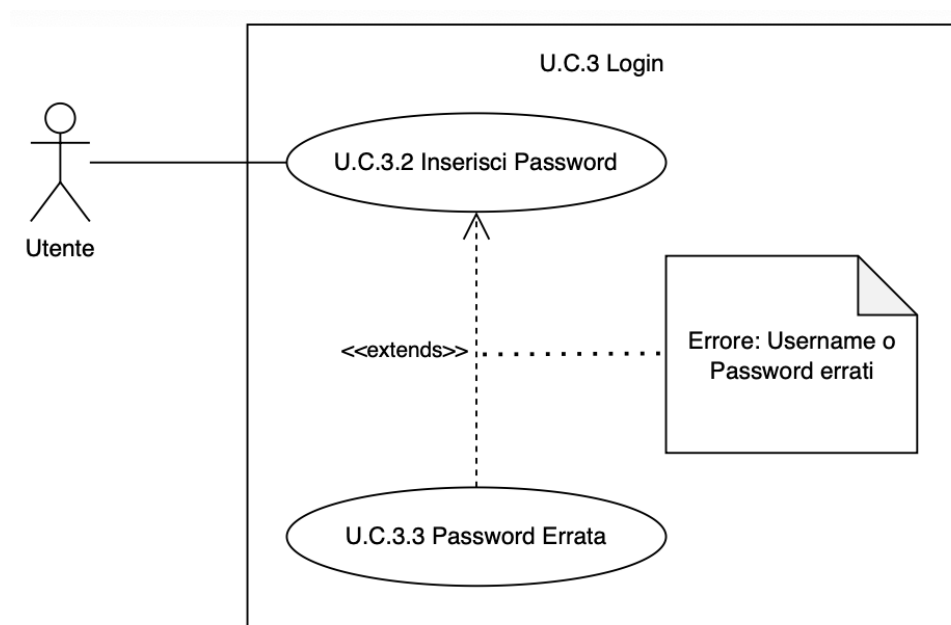 U.C.3 Login
U.C.3.2 Inserisci Password
Utente
<<extends>>
Errore: Username o
Password errati
U.C.3.3 Password Errata